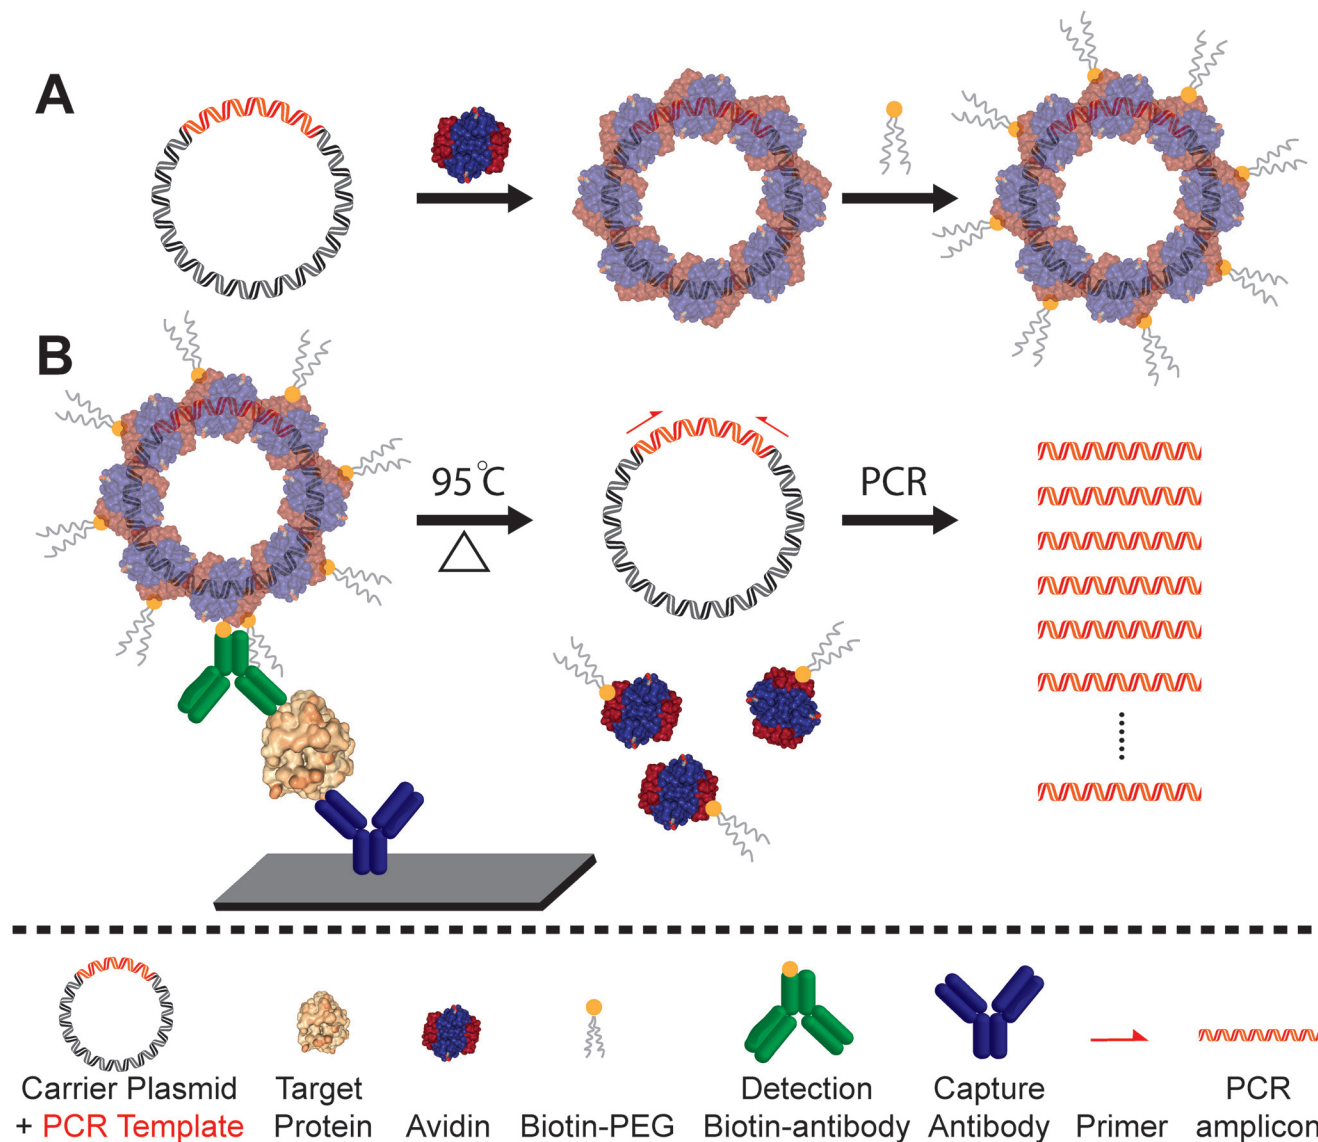 A
B
95°C
PCR
Carrier Plasmid
+ PCR Template
Target
Protein
Avidin
Biotin-PEG
Detection
Biotin-antibody
Capture
Antibody
Primer
PCR
amplicon